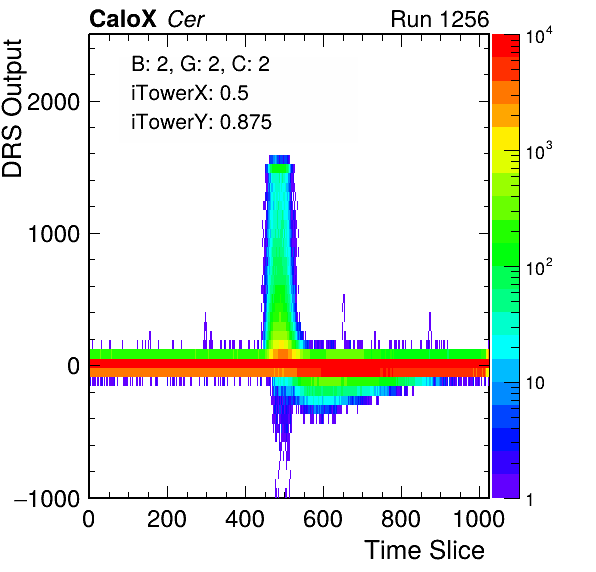 CaloX Cer
Run 1256
DRS Output
B: 2, G: 2, C: 2
iTowerX: 0.5
iTowerY: 0.875
2000
1000
0
−1000
0
200
400
600
800
1000
Time Slice
10⁴
10³
10²
10
1